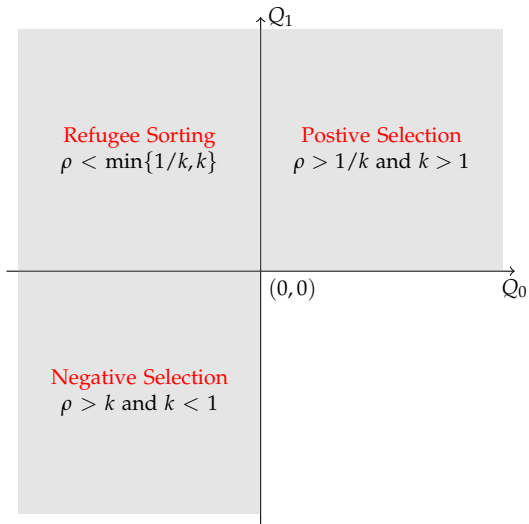 Q₁
Refugee Sorting
ρ < min{1/k, k}
Postive Selection
ρ > 1/k and k > 1
(0, 0)
Q₀
Negative Selection
ρ > k and k < 1